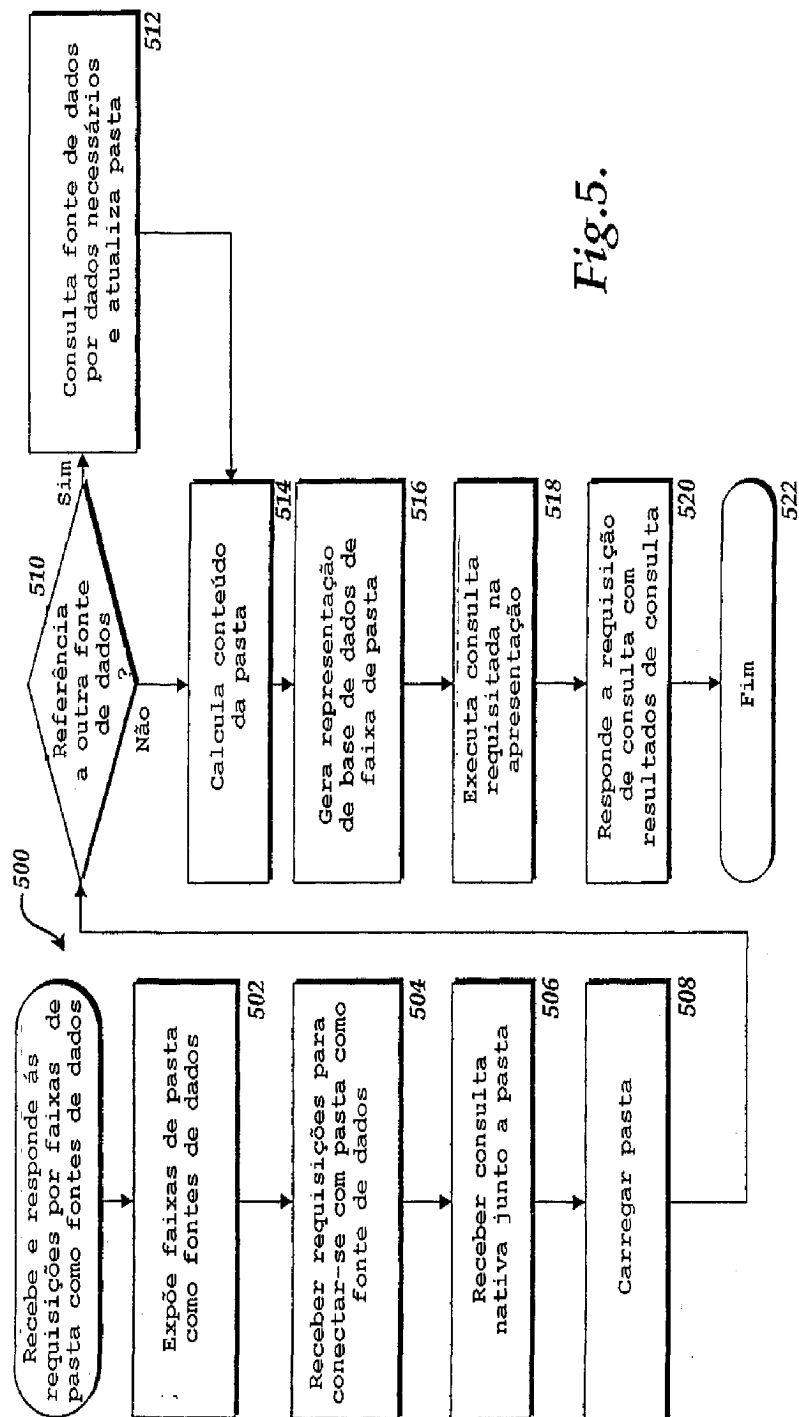 500
Recebe e responde ás
requisições por faixas de
pasta como fontes de dados
Expõe faixas de pasta
como fontes de dados
502
Receber requisições para
conectar-se com pasta como
fonte de dados
504
Receber consulta
nativa junto a pasta
506
Carregar pasta
508
Referência
a outra fonte
de dados
?
510
Sim
Não
Consulta fonte de dados
por dados necessários
e atualiza pasta
512
Calcula conteúdo
da pasta
514
Gera representação
de base de dados de
faixa de pasta
516
Executa consulta
requisitada na
apresentação
518
Responde a requisição
de consulta com
resultados de consulta
520
Fim
522
Fig.5.